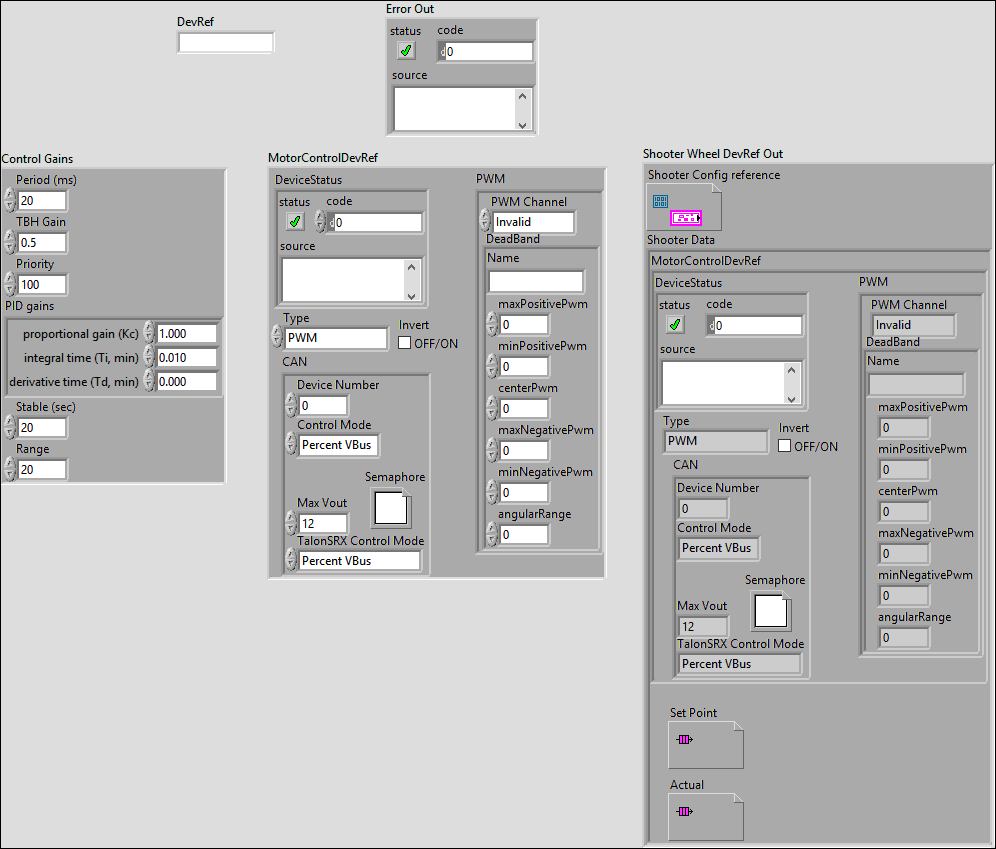 DevRef
Error Out
status code
d 0
source
Control Gains
Period (ms)
20
TBH Gain
0.5
Priority
100
PID gains
proportional gain (Kc) 1.000
integral time (Ti, min) 0.010
derivative time (Td, min) 0.000
Stable (sec)
20
Range
20
MotorControlDevRef
DeviceStatus
status code
d 0
source
Type
PWM
Invert
OFF/ON
CAN
Device Number
0
Control Mode
Percent VBus
Semaphore
Max Vout
12
TalonSRX Control Mode
Percent VBus
PWM
PWM Channel
Invalid
DeadBand
Name
maxPositivePwm
0
minPositivePwm
0
centerPwm
0
maxNegativePwm
0
minNegativePwm
0
angularRange
0
Shooter Wheel DevRef Out
Shooter Config reference
Shooter Data
MotorControlDevRef
DeviceStatus
status code
d 0
source
Type
PWM
Invert
OFF/ON
CAN
Device Number
0
Control Mode
Percent VBus
Semaphore
Max Vout
12
TalonSRX Control Mode
Percent VBus
PWM
PWM Channel
Invalid
DeadBand
Name
maxPositivePwm
0
minPositivePwm
0
centerPwm
0
maxNegativePwm
0
minNegativePwm
0
angularRange
0
Set Point
Actual